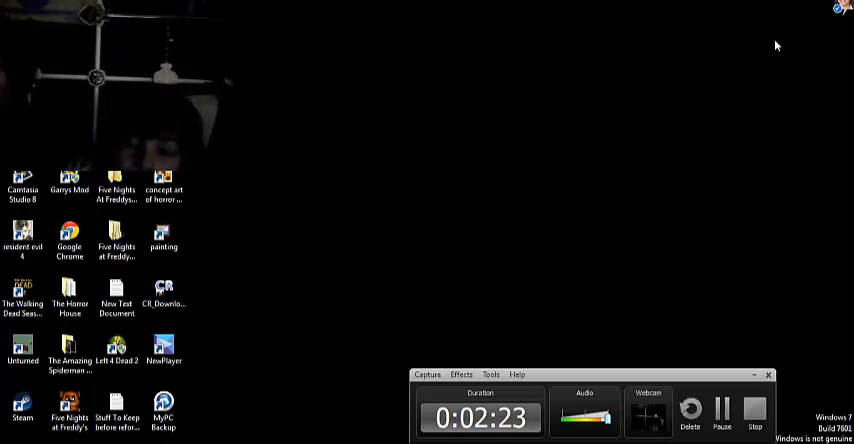 Camtasia
Studio 8
Garrys Mod
Five Nights
At Freddys...
concept art
of horror ...
resident evil
4
Google
Chrome
Five Nights
at Freddy...
painting
The Walking
Dead Seas...
The Horror
House
New Text
Document
CR_Downlo...
Unturned
The Amazing
Spiderman ...
Left 4 Dead 2
NewPlayer
Steam
Five Nights
at Freddy's
Stuff To Keep
before refor...
MyPC
Backup
Capture Effects Tools Help
Duration
0:02:23
Audio
Webcam
Delete
Pause
Stop
Windows 7
Build 7601
Windows is not genuine